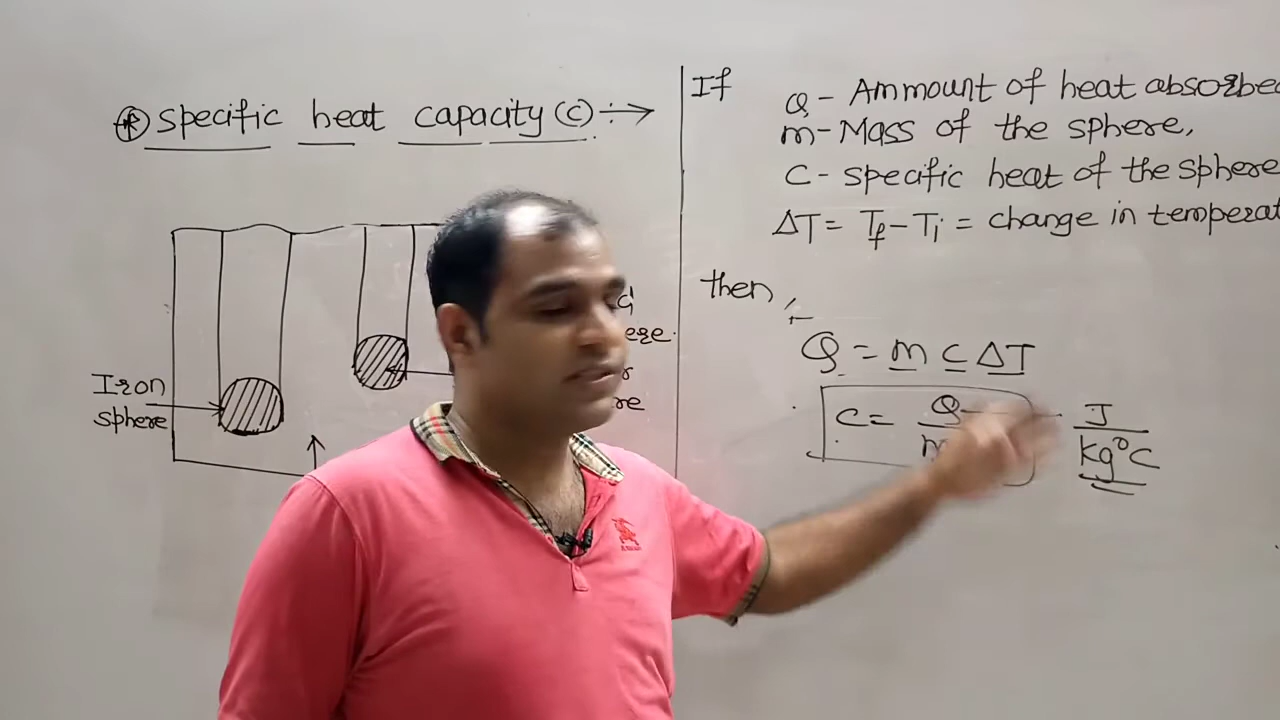 * specific heat capacity (c) :→
Iron
sphere
If
Q - Ammount of heat absorbed
m - Mass of the sphere,
C - specific heat of the sphere
ΔT = Tf - Ti = change in temperat
then,
Q = m c ΔT
C = Q / m
J / kg°C